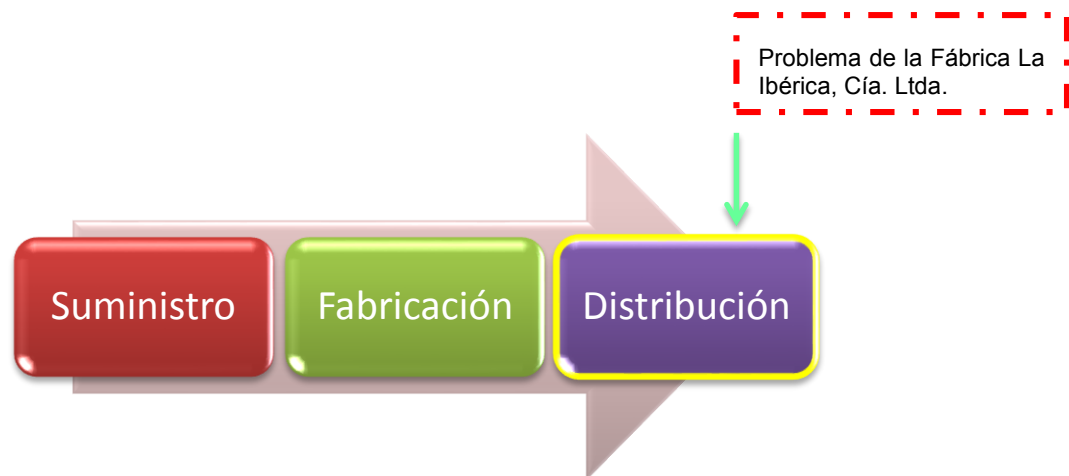 Problema de la Fábrica La
Ibérica, Cía. Ltda.
Suministro
Fabricación
Distribución